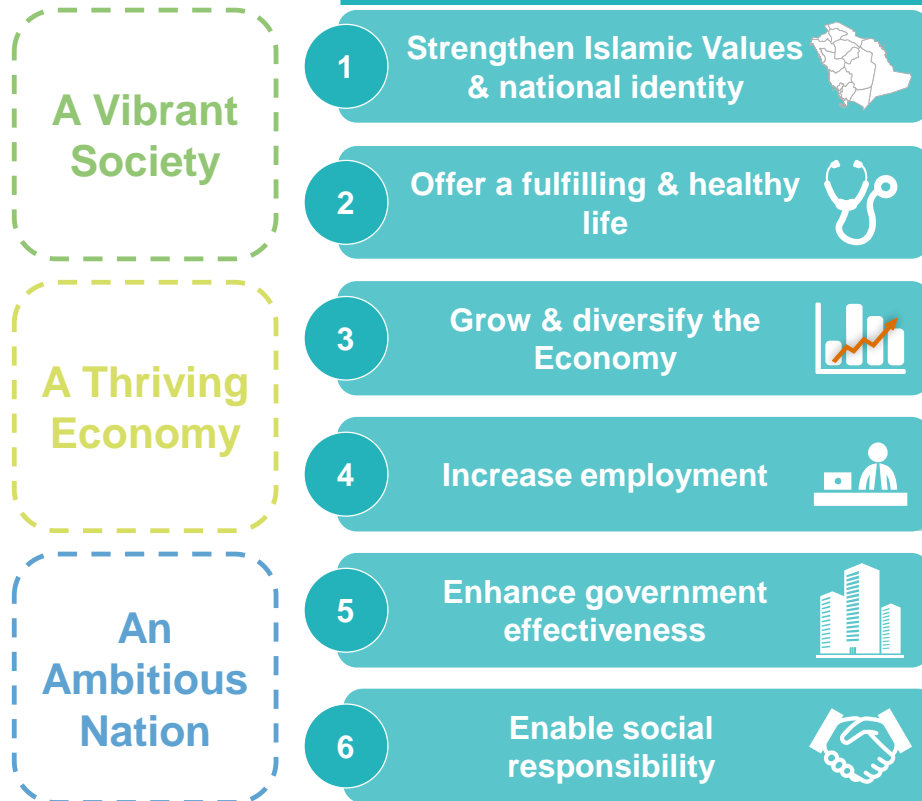 A Vibrant
Society
1
Strengthen Islamic Values
& national identity
2
Offer a fulfilling & healthy
life
A Thriving
Economy
3
Grow & diversify the
Economy
4
Increase employment
An
Ambitious
Nation
5
Enhance government
effectiveness
6
Enable social
responsibility